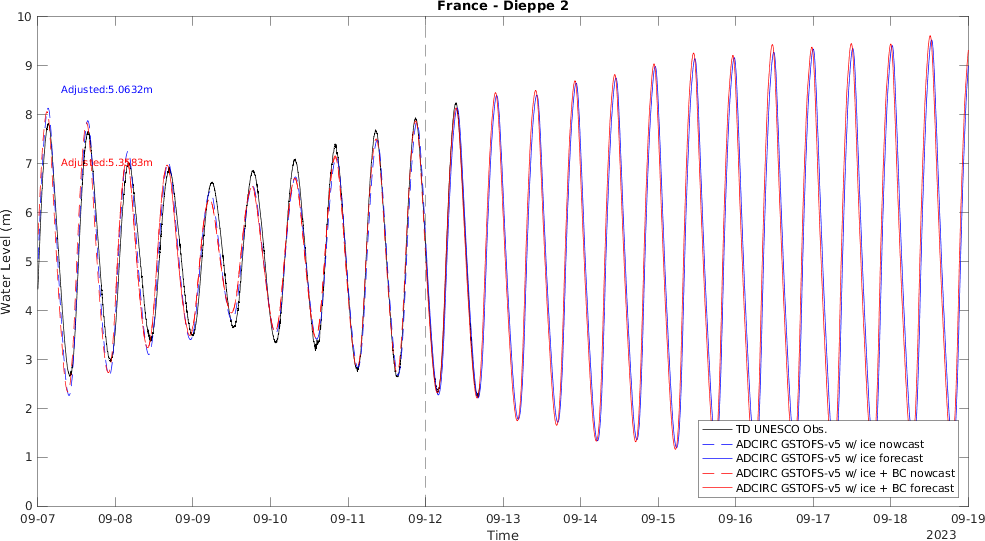 France - Dieppe 2
10
9
8
7
6
5
4
3
2
1
0
Water Level (m)
Adjusted:5.0632m
TD UNESCO Obs.
ADCIRC GSTOFS-v5 w/ ice nowcast
ADCIRC GSTOFS-v5 w/ ice forecast
ADCIRC GSTOFS-v5 w/ ice + BC nowcast
ADCIRC GSTOFS-v5 w/ ice + BC forecast
09-07 09-08 09-09 09-10 09-11 09-12 09-13 09-14 09-15 09-16 09-17 09-18 09-19
Time
2023